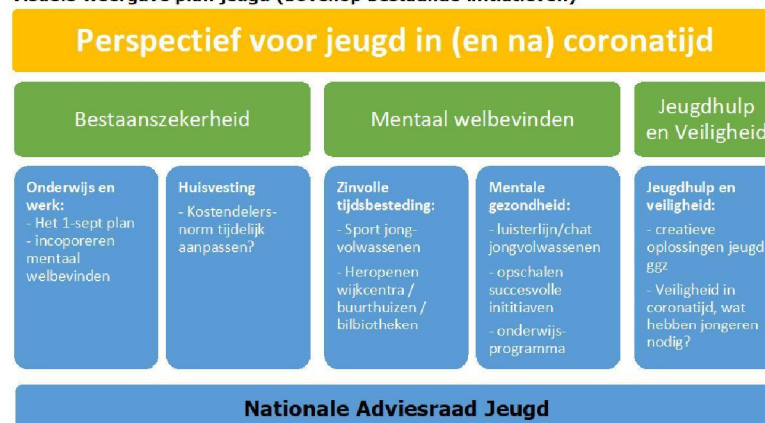 Perspectief voor jeugd in (en na) coronatijd
Bestaanszekerheid
Mentaal welbevinden
Jeugdhulp
en Veiligheid
Onderwijs en
werk:
- Het 1-sept plan
- incoporeren
mentaal
welbevinden
Huisvesting
- Kostendelers-
norm tijdelijk
aanpassen?
Zinvolle
tijdsbesteding:
- Sport jong-
volwassenen
- Heropenen
wijkcentra /
buurthuizen /
bilbiotheken
Mentale
gezondheid:
- luisterlijn/chat
jongvolwassenen
- opschalen
succesvolle
inititiaven
- onderwijs-
programma
Jeugdhulp en
veiligheid:
- creatieve
oplossingen jeugd
ggz
- Veiligheid in
coronatijd, wat
hebben jongeren
nodig?
Nationale Adviesraad Jeugd